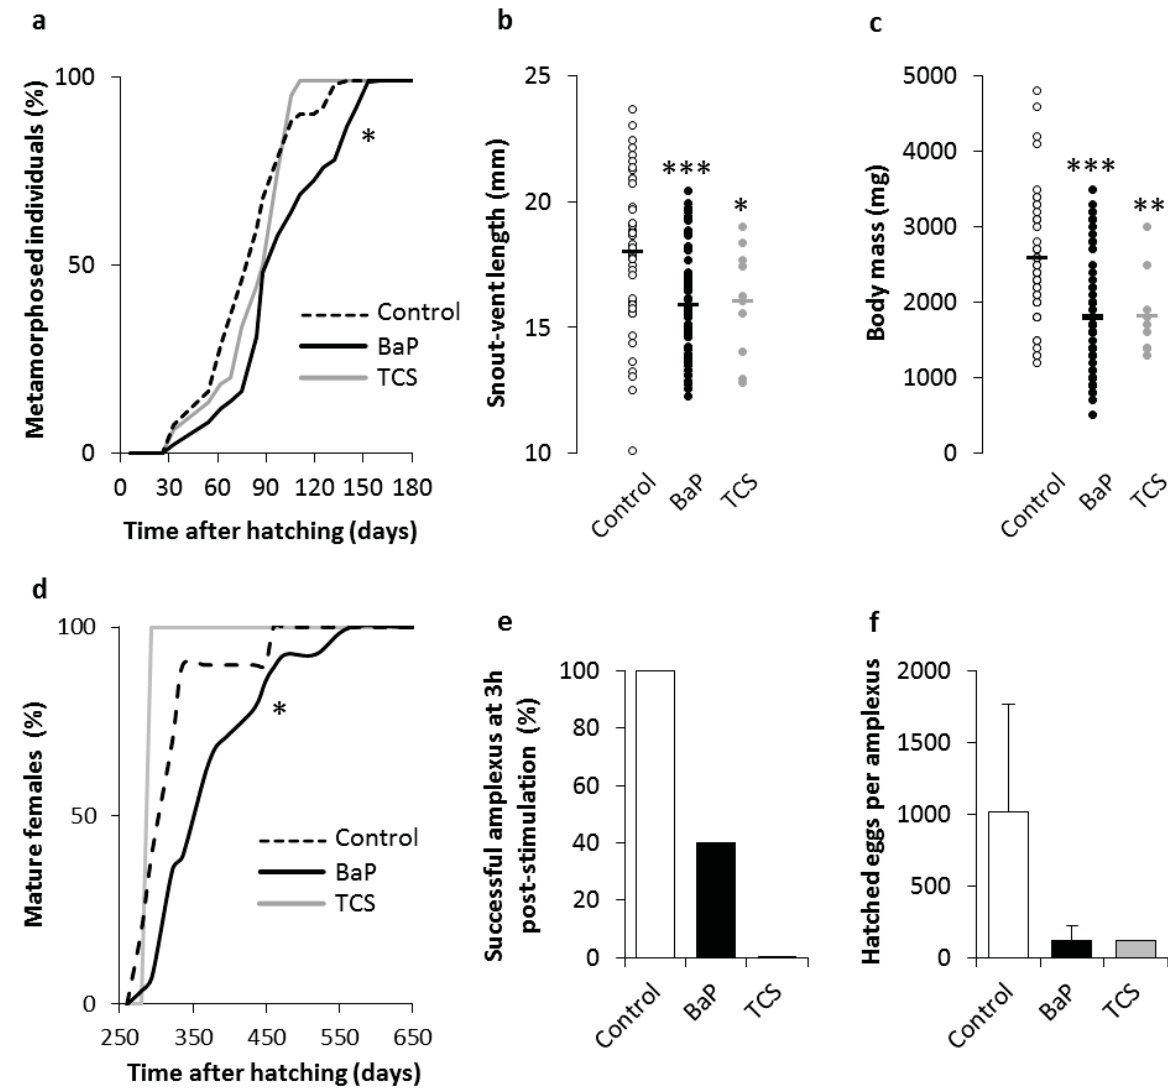 a
Metamorphosed individuals (%)
100
50
0
0 30 60 90 120 150 180
Time after hatching (days)
Control
BaP
TCS
*
b
Snout-vent length (mm)
25
20
15
10
***
*
Control
BaP
TCS
c
Body mass (mg)
5000
4000
3000
2000
1000
0
***
**
Control
BaP
TCS
d
Mature females (%)
100
50
0
250 350 450 550 650
Time after hatching (days)
Control
BaP
TCS
*
e
Successful amplexus at 3h
post-stimulation (%)
100
80
60
40
20
0
Control
BaP
TCS
f
Hatched eggs per amplexus
2000
1500
1000
500
0
Control
BaP
TCS